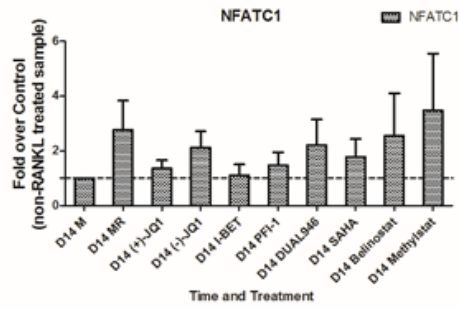 NFATC1
NFATC1
Fold over Control
(non-RANKL treated sample)
6
4
2
0
D14 M
D14 MR
D14 (+)-JQ1
D14 (-)-JQ1
D14 I-BET
D14 PFI-1
D14 DUAL946
D14 SAHA
D14 Belinostat
D14 Methylstat
Time and Treatment